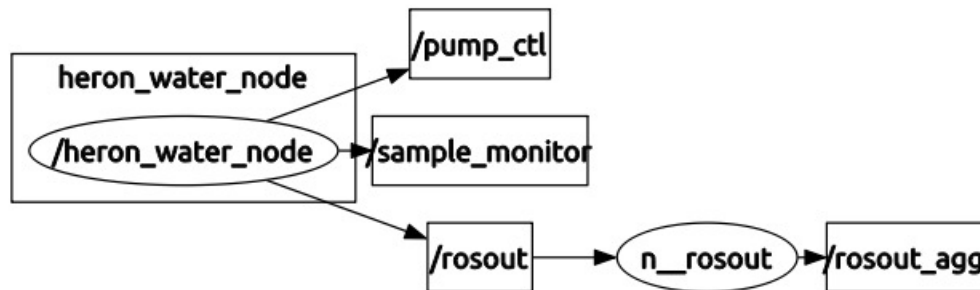 /pump_ctl
heron_water_node
/heron_water_node
/sample_monitor
/rosout
n__rosout
/rosout_agg